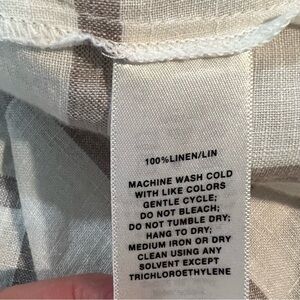 100%LINEN/LIN
MACHINE WASH COLD
WITH LIKE COLORS
GENTLE CYCLE;
DO NOT BLEACH;
DO NOT TUMBLE DRY;
HANG TO DRY;
MEDIUM IRON OR DRY
CLEAN USING ANY
SOLVENT EXCEPT
TRICHLOROETHYLENE